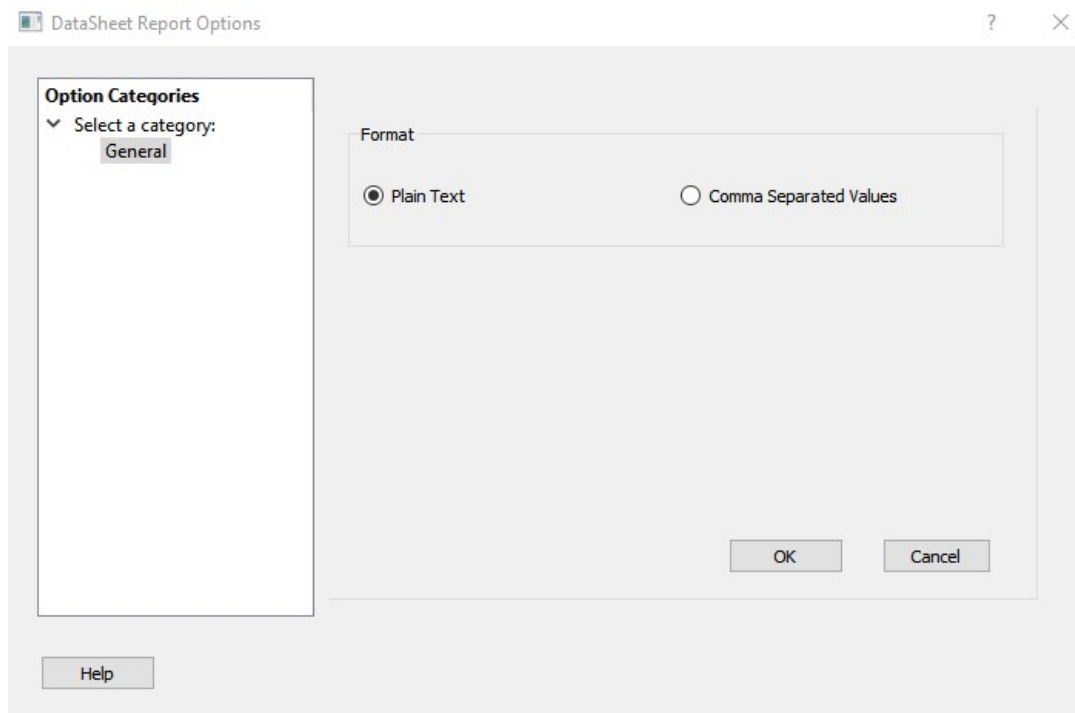 DataSheet Report Options ?
Option Categories
Select a category:
General
Format
Plain Text Comma Separated Values
OK Cancel
Help